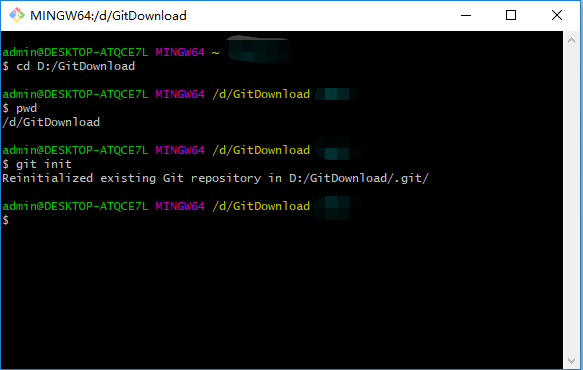 MINGW64:/d/GitDownload
admin@DESKTOP-ATQCE7L MINGW64 ~
$ cd D:/GitDownload
admin@DESKTOP-ATQCE7L MINGW64 /d/GitDownload
$ pwd
/d/GitDownload
admin@DESKTOP-ATQCE7L MINGW64 /d/GitDownload
$ git init
Reinitialized existing Git repository in D:/GitDownload/.git/
admin@DESKTOP-ATQCE7L MINGW64 /d/GitDownload
$